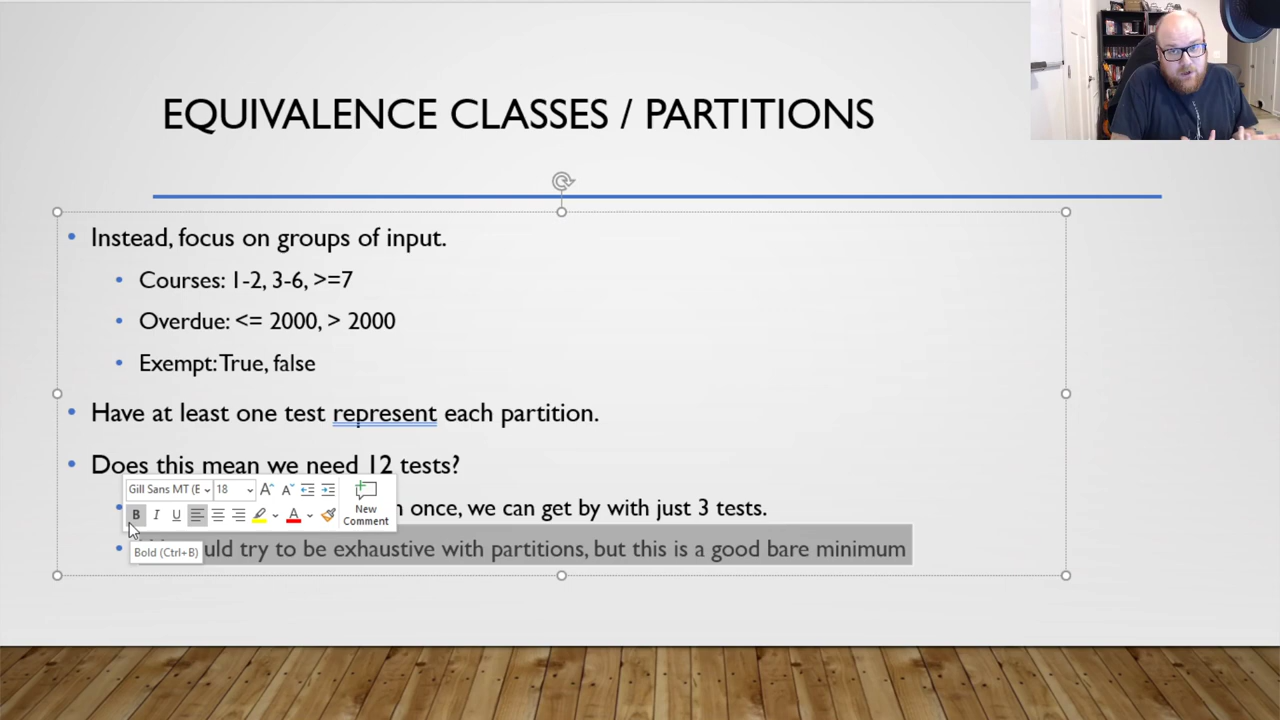 EQUIVALENCE CLASSES / PARTITIONS
Instead, focus on groups of input.
Courses: 1-2, 3-6, >=7
Overdue: <= 2000, > 2000
Exempt: True, false
Have at least one test represent each partition.
Does this mean we need 12 tests?
Gill Sans MT (E 18
once, we can get by with just 3 tests.
B I U A New Comment
try to be exhaustive with partitions, but this is a good bare minimum
Bold (Ctrl+B)